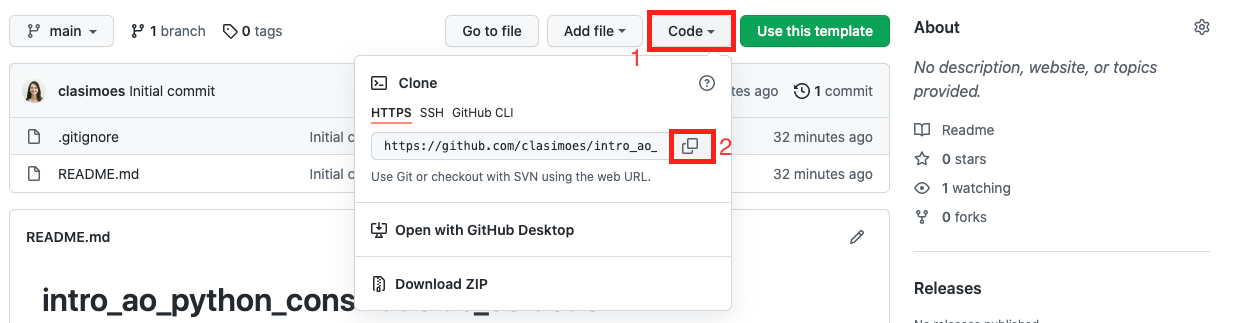 main
1 branch
0 tags
Go to file
Add file
Code
Use this template
1
clasimoes Initial commit
tes ago
1 commit
.gitignore
Initial c
32 minutes ago
README.md
Initial c
32 minutes ago
Clone
HTTPS SSH GitHub CLI
https://github.com/clasimoes/intro_ao_
2
Use Git or checkout with SVN using the web URL.
Open with GitHub Desktop
Download ZIP
README.md
intro_ao_python_cons
About
No description, website, or topics
provided.
Readme
0 stars
1 watching
0 forks
Releases
No releases published